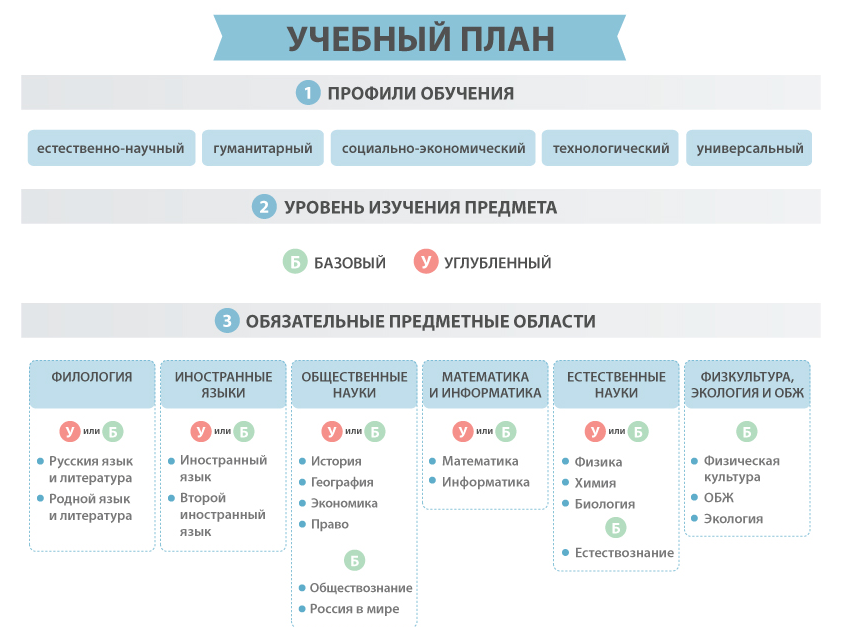 УЧЕБНЫЙ ПЛАН
1 ПРОФИЛИ ОБУЧЕНИЯ
естественно-научный
гуманитарный
социально-экономический
технологический
универсальный
2 УРОВЕНЬ ИЗУЧЕНИЯ ПРЕДМЕТА
Б БАЗОВЫЙ
У УГЛУБЛЕННЫЙ
3 ОБЯЗАТЕЛЬНЫЕ ПРЕДМЕТНЫЕ ОБЛАСТИ
ФИЛОЛОГИЯ
У или Б
Русския язык
и литература
Родной язык
и литература
ИНОСТРАННЫЕ
ЯЗЫКИ
У или Б
Иностранный
язык
Второй
иностранный
язык
ОБЩЕСТВЕННЫЕ
НАУКИ
У или Б
История
География
Экономика
Право
Б
Обществознание
Россия в мире
МАТЕМАТИКА
И ИНФОРМАТИКА
У или Б
Математика
Информатика
ЕСТЕСТВЕННЫЕ
НАУКИ
У или Б
Физика
Химия
Биология
Б
Естествознание
ФИЗКУЛЬТУРА,
ЭКОЛОГИЯ И ОБЖ
Б
Физическая
культура
ОБЖ
Экология